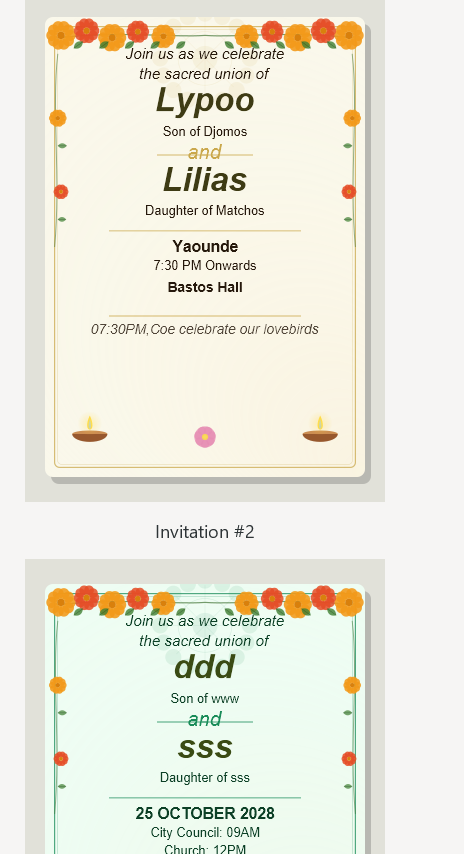 Join us as we celebrate
the sacred union of
Lypoo
Son of Djomos
and
Lilias
Daughter of Matchos
Yaounde
7:30 PM Onwards
Bastos Hall
07:30PM,Coe celebrate our lovebirds
Invitation #2
Join us as we celebrate
the sacred union of
ddd
Son of www
and
sss
Daughter of sss
25 OCTOBER 2028
City Council: 09AM
Church: 12PM